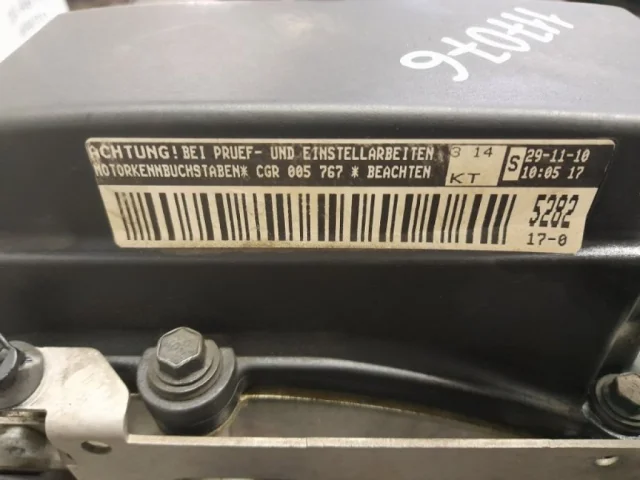 147076
ACHTUNG! BEI PRUEF- UND EINSTELLARBEITEN
MOTORKENNBUCHSTABEN* CGR 005 767 * BEACHTEN
3 14
KT
S
29-11-10
10:05 17
5282
17-0